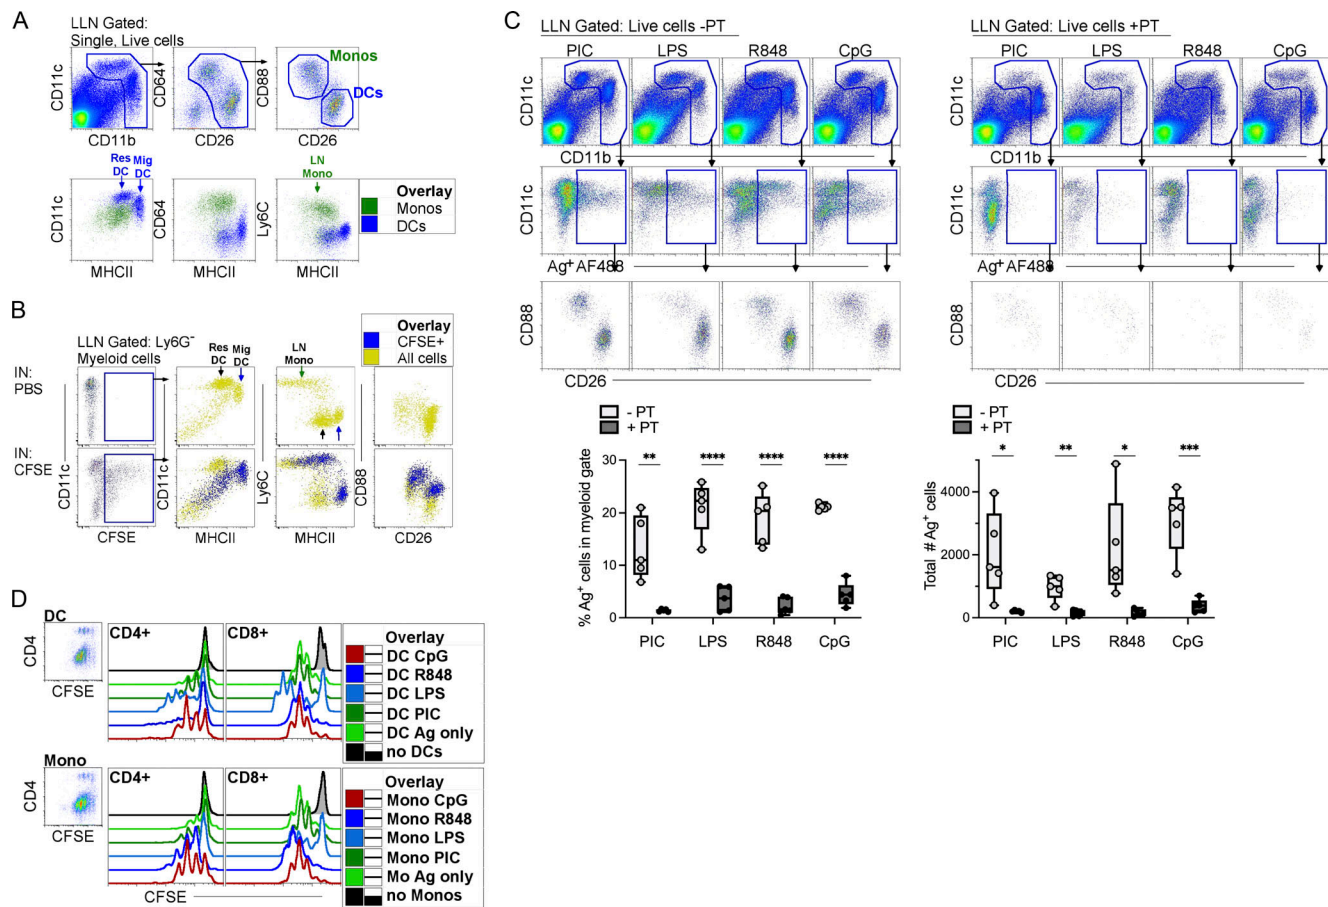 A
LLN Gated:
Single, Live cells
CD11c
CD11b
CD64
CD26
CD88
CD26
Monos
DCs
Res DC
Mig DC
LN Mono
CD11c
MHCII
CD64
MHCII
Ly6C
MHCII
Overlay
Monos
DCs
B
LLN Gated: Ly6G-
Myeloid cells
Overlay
CFSE+
All cells
IN:
PBS
IN:
CFSE
Res DC
Mig DC
LN Mono
CD11c
CFSE
CD11c
MHCII
Ly6C
MHCII
CD88
CD26
C
LLN Gated: Live cells -PT
PIC LPS R848 CpG
CD11c
CD11b
CD11c
Ag+ AF488
CD88
CD26
LLN Gated: Live cells +PT
PIC LPS R848 CpG
CD11c
CD11b
CD11c
Ag+ AF488
CD88
CD26
- PT
+ PT
% Ag+ cells in myeloid gate
30
20
10
0
** **** **** ****
PIC LPS R848 CpG
- PT
+ PT
Total # Ag+ cells
4000
2000
0
* ** * ***
PIC LPS R848 CpG
D
DC
CD4
CFSE
CD4+
CD8+
Overlay
DC CpG
DC R848
DC LPS
DC PIC
DC Ag only
no DCs
Mono
CD4
CFSE
CD4+
CD8+
Overlay
Mono CpG
Mono R848
Mono LPS
Mono PIC
Mo Ag only
no Monos
CFSE